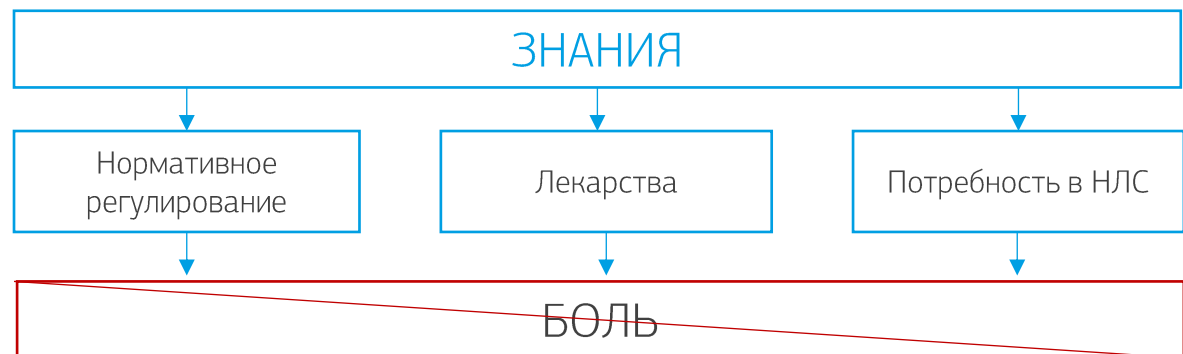 ЗНАНИЯ
Нормативное
регулирование
Лекарства
Потребность в НЛС
БОЛЬ